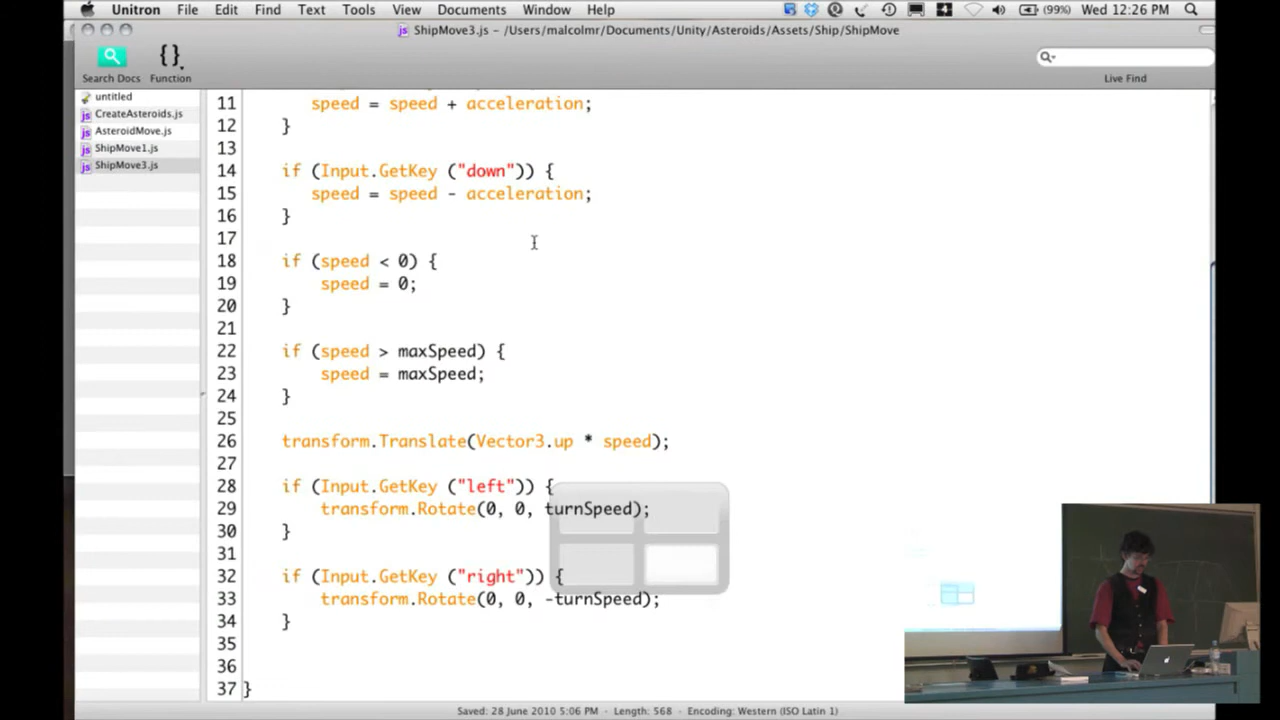 Unitron File Edit Find Text Tools View Documents Window Help (99%) Wed 12:26 PM
ShipMove3.js – /Users/malcolmr/Documents/Unity/Asteroids/Assets/Ship/ShipMove
{}
Search Docs Function Live Find
untitled
CreateAsteroids.js
AsteroidMove.js
ShipMove1.js
ShipMove3.js
11 speed = speed + acceleration;
12 }
13
14 if (Input.GetKey ("down")) {
15 speed = speed - acceleration;
16 }
17
18 if (speed < 0) {
19 speed = 0;
20 }
21
22 if (speed > maxSpeed) {
23 speed = maxSpeed;
24 }
25
26 transform.Translate(Vector3.up * speed);
27
28 if (Input.GetKey ("left")) {
29 transform.Rotate(0, 0, turnSpeed);
30 }
31
32 if (Input.GetKey ("right")) {
33 transform.Rotate(0, 0, -turnSpeed);
34 }
35
36
37 }
Saved: 28 June 2010 5:06 PM - Length: 568 - Encoding: Western (ISO Latin 1)